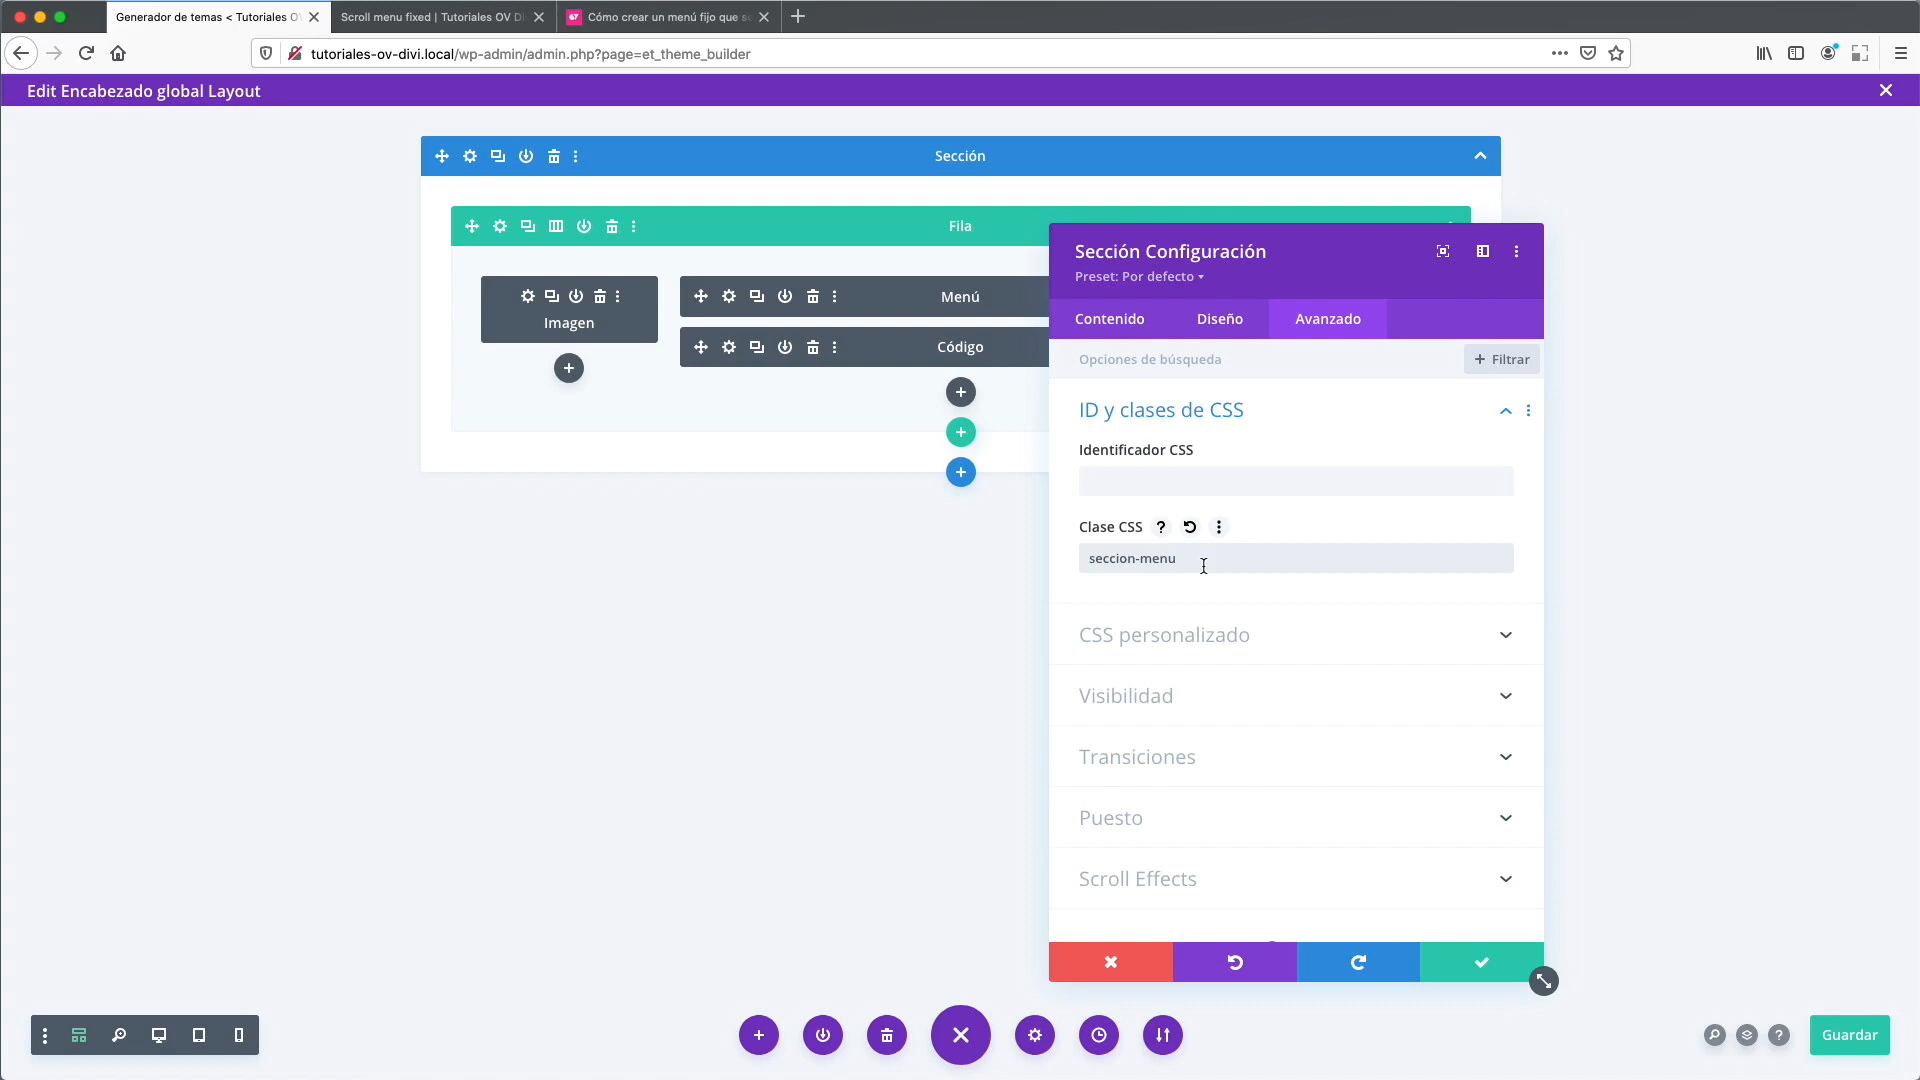 Generador de temas < Tutoriales O
Scroll menu fixed | Tutoriales OV D
Cómo crear un menú fijo que s
tutoriales-ov-divi.local/wp-admin/admin.php?page=et_theme_builder
Edit Encabezado global Layout
Sección
Fila
Imagen
Menú
Código
Sección Configuración
Preset: Por defecto
Contenido
Diseño
Avanzado
Opciones de búsqueda
+ Filtrar
ID y clases de CSS
Identificador CSS
Clase CSS
seccion-menu
CSS personalizado
Visibilidad
Transiciones
Puesto
Scroll Effects
Guardar